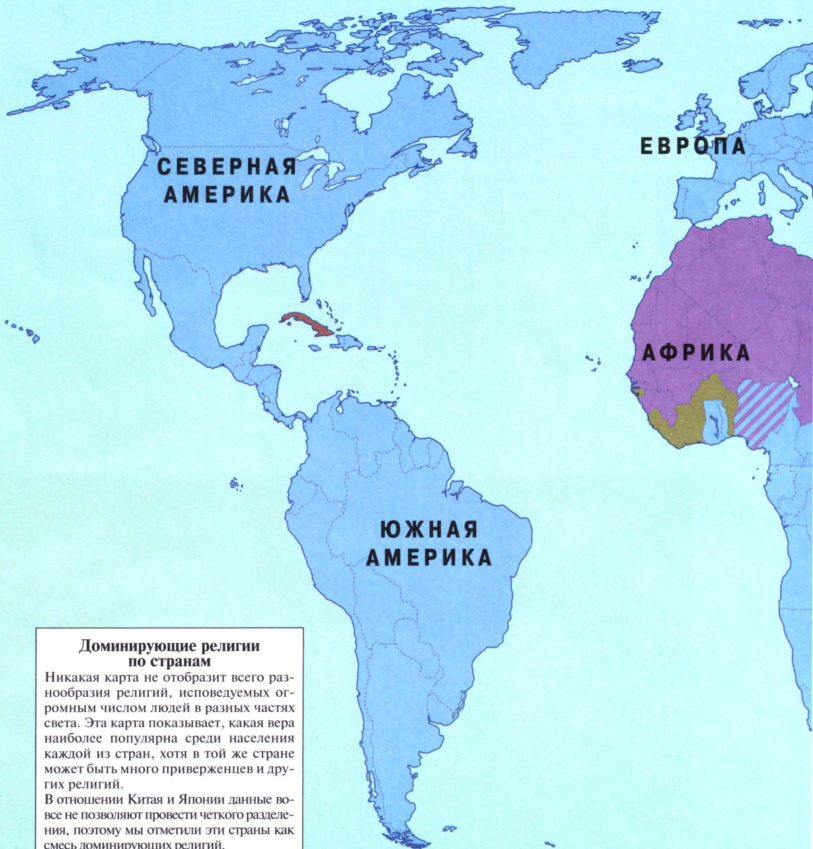 СЕВЕРНАЯ
АМЕРИКА
ЕВРОПА
АФРИКА
ЮЖНАЯ
АМЕРИКА
Доминирующие религии
по странам
Никакая карта не отобразит всего раз-
нообразия религий, исповедуемых ог-
ромным числом людей в разных частях
света. Эта карта показывает, какая вера
наиболее популярна среди населения
каждой из стран, хотя в той же стране
может быть много приверженцев и дру-
гих религий.
В отношении Китая и Японии данные во-
все не позволяют провести четкого разделе-
ния, поэтому мы отметили эти страны как
смесь доминирующих религий.